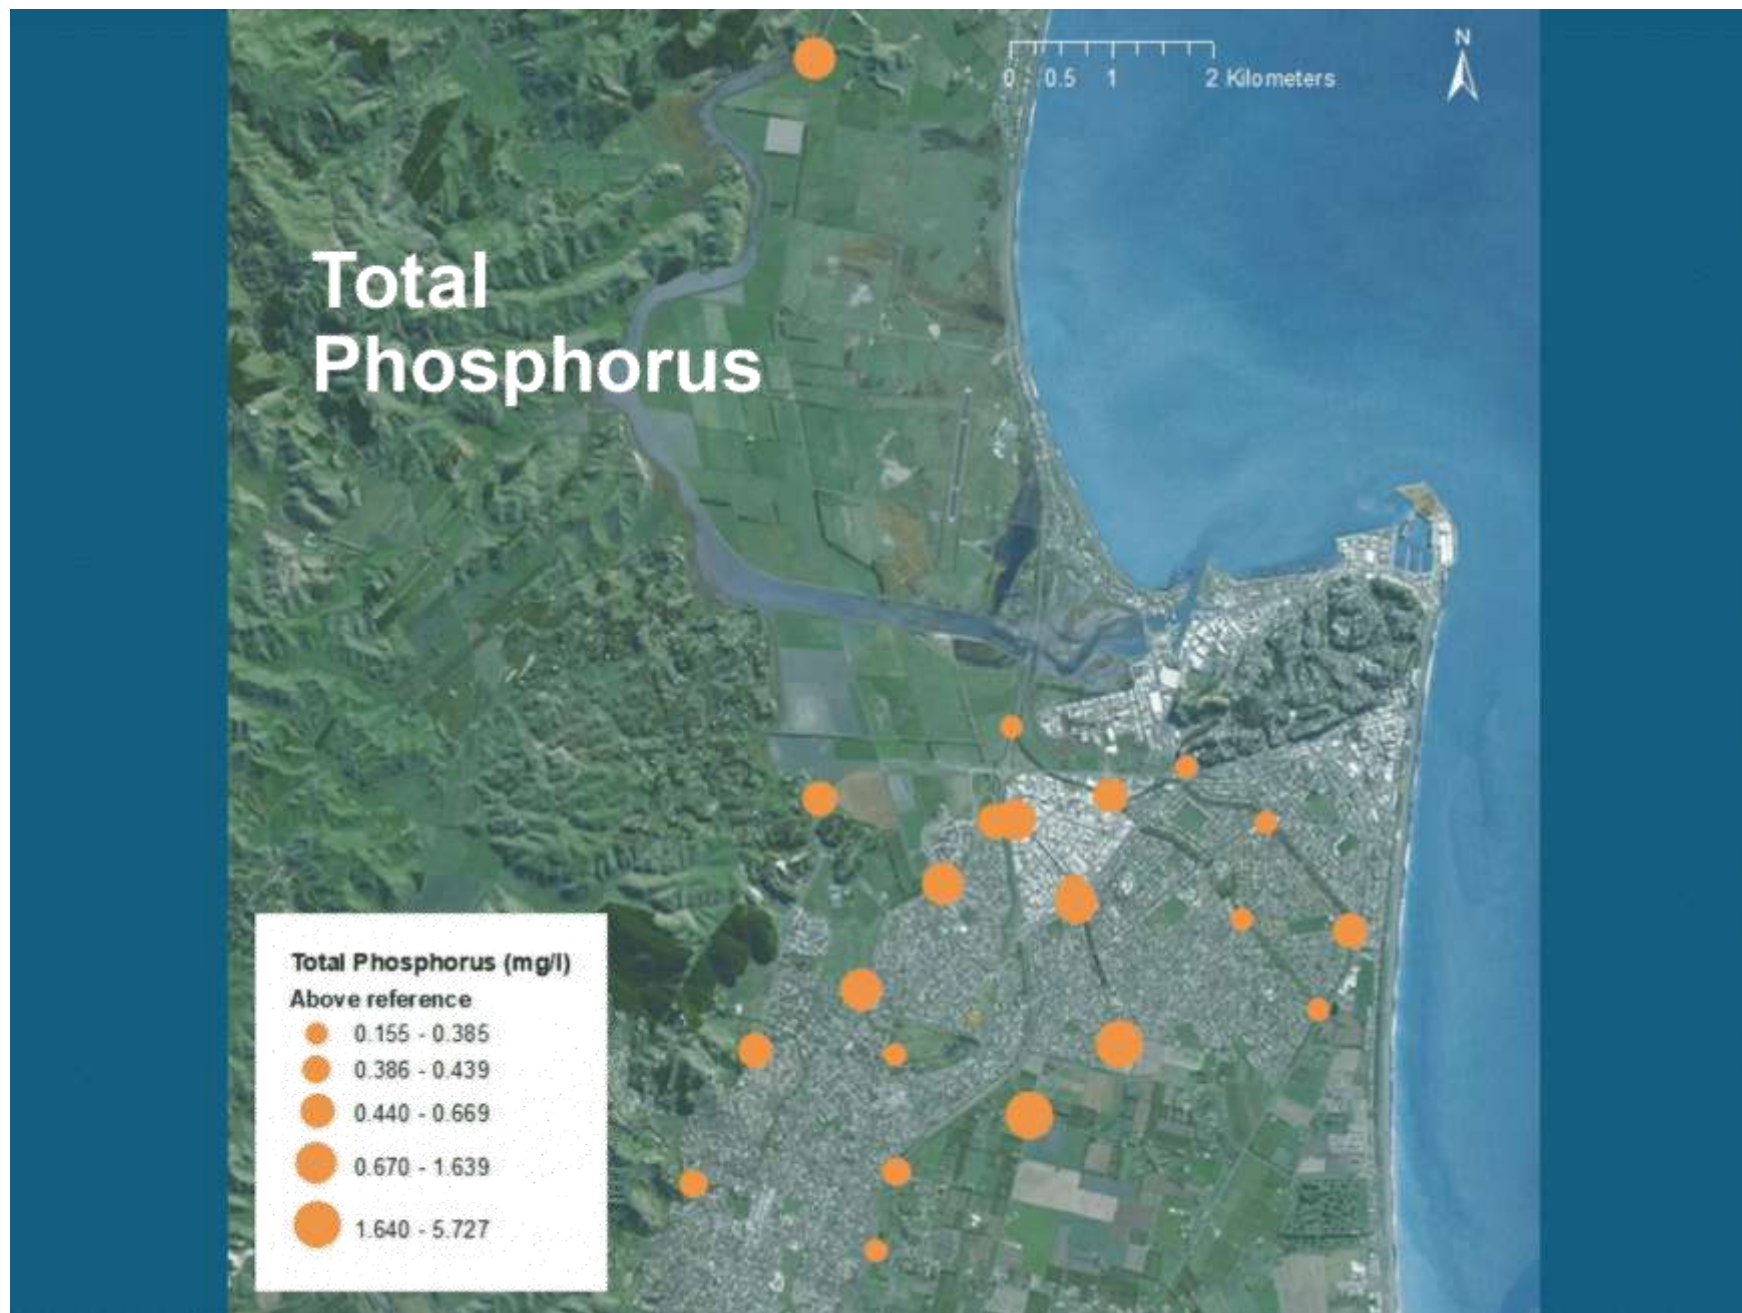 N
0 0.5 1 2 Kilometers
Total
Phosphorus
Total Phosphorus (mg/l)
Above reference
0.155 - 0.385
0.386 - 0.439
0.440 - 0.669
0.670 - 1.639
1.640 - 5.727